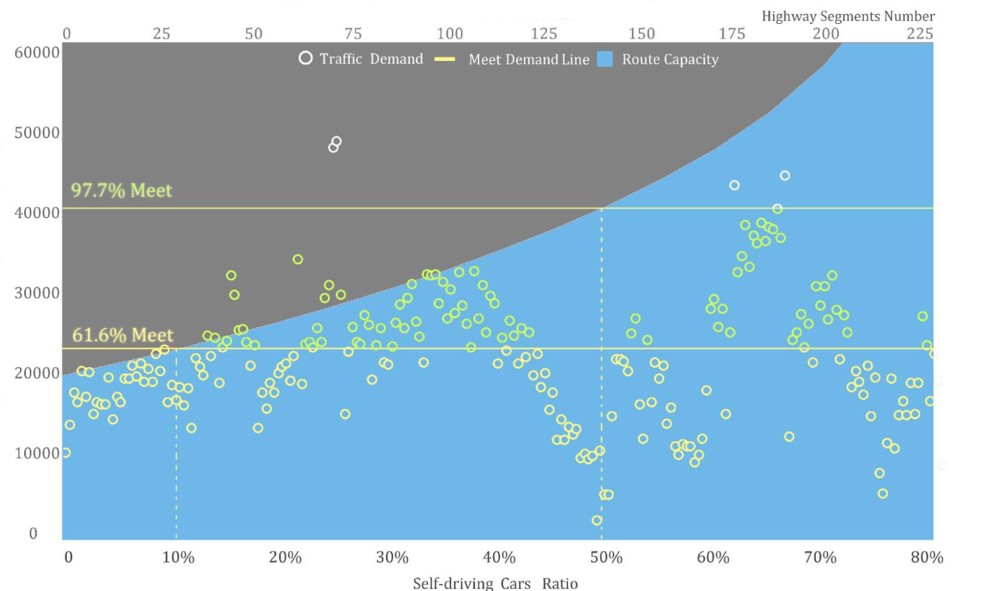 Highway Segments Number
0 25 50 75 100 125 150 175 200 225
60000
Traffic Demand Meet Demand Line Route Capacity
50000
97.7% Meet
40000
30000
61.6% Meet
20000
10000
0
0 10% 20% 30% 40% 50% 60% 70% 80%
Self-driving Cars Ratio